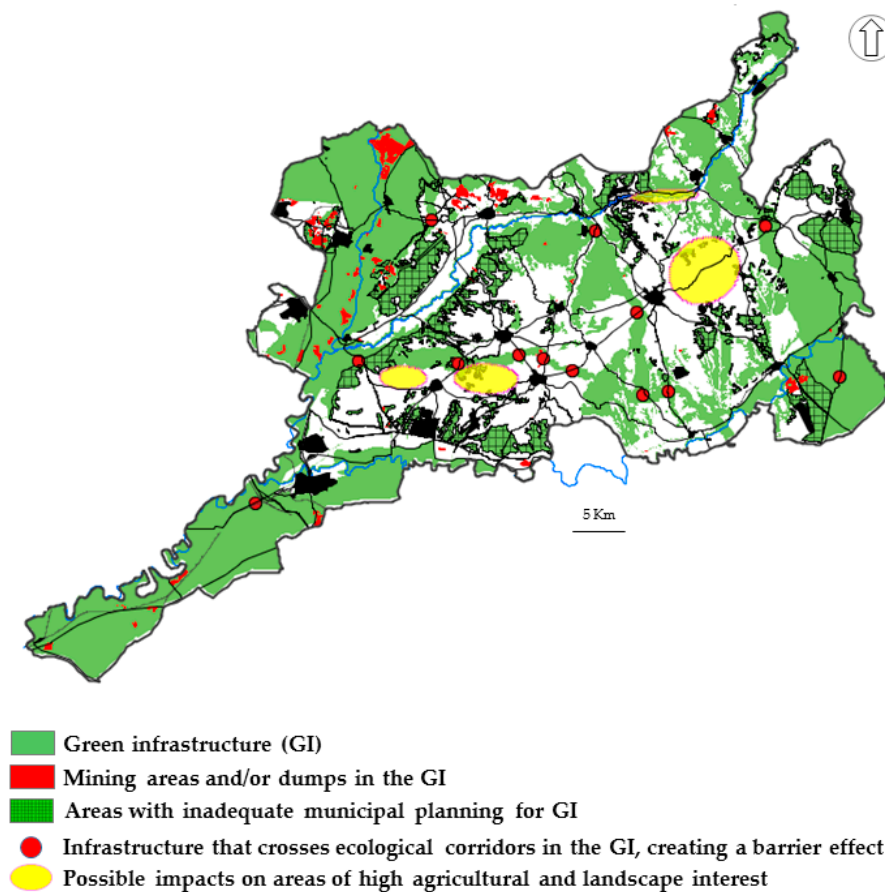 5 Km
Green infrastructure (GI)
Mining areas and/or dumps in the GI
Areas with inadequate municipal planning for GI
Infrastructure that crosses ecological corridors in the GI, creating a barrier effect
Possible impacts on areas of high agricultural and landscape interest